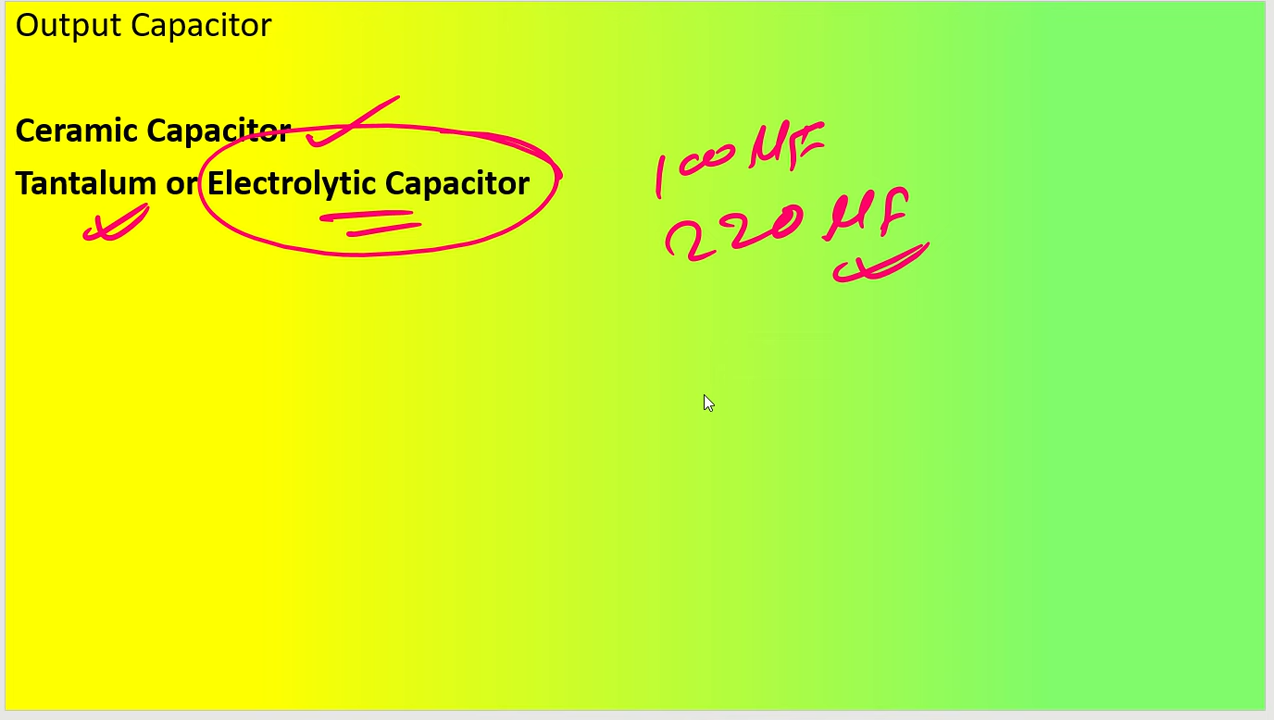 Output Capacitor
Ceramic Capacitor
Tantalum or Electrolytic Capacitor
100 μF
220 μF